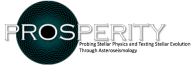 PROSPERITY
Probing Stellar Physics and Testing Stellar Evolution
Through Asteroseismology